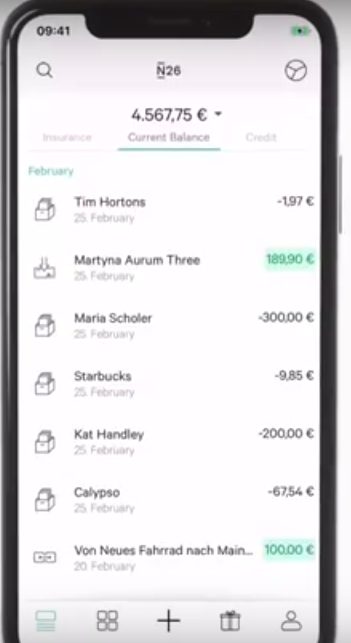 09:41
N26
4.567,75 €
Insurance
Current Balance
Credit
February
Tim Hortons
-1,97 €
25. February
Martyna Aurum Three
189,90 €
25. February
Maria Scholer
-300,00 €
25. February
Starbucks
-9,85 €
25. February
Kat Handley
-200,00 €
25. February
Calypso
-67,54 €
25. February
Von Neues Fahrrad nach Main...
100,00 €
20. February